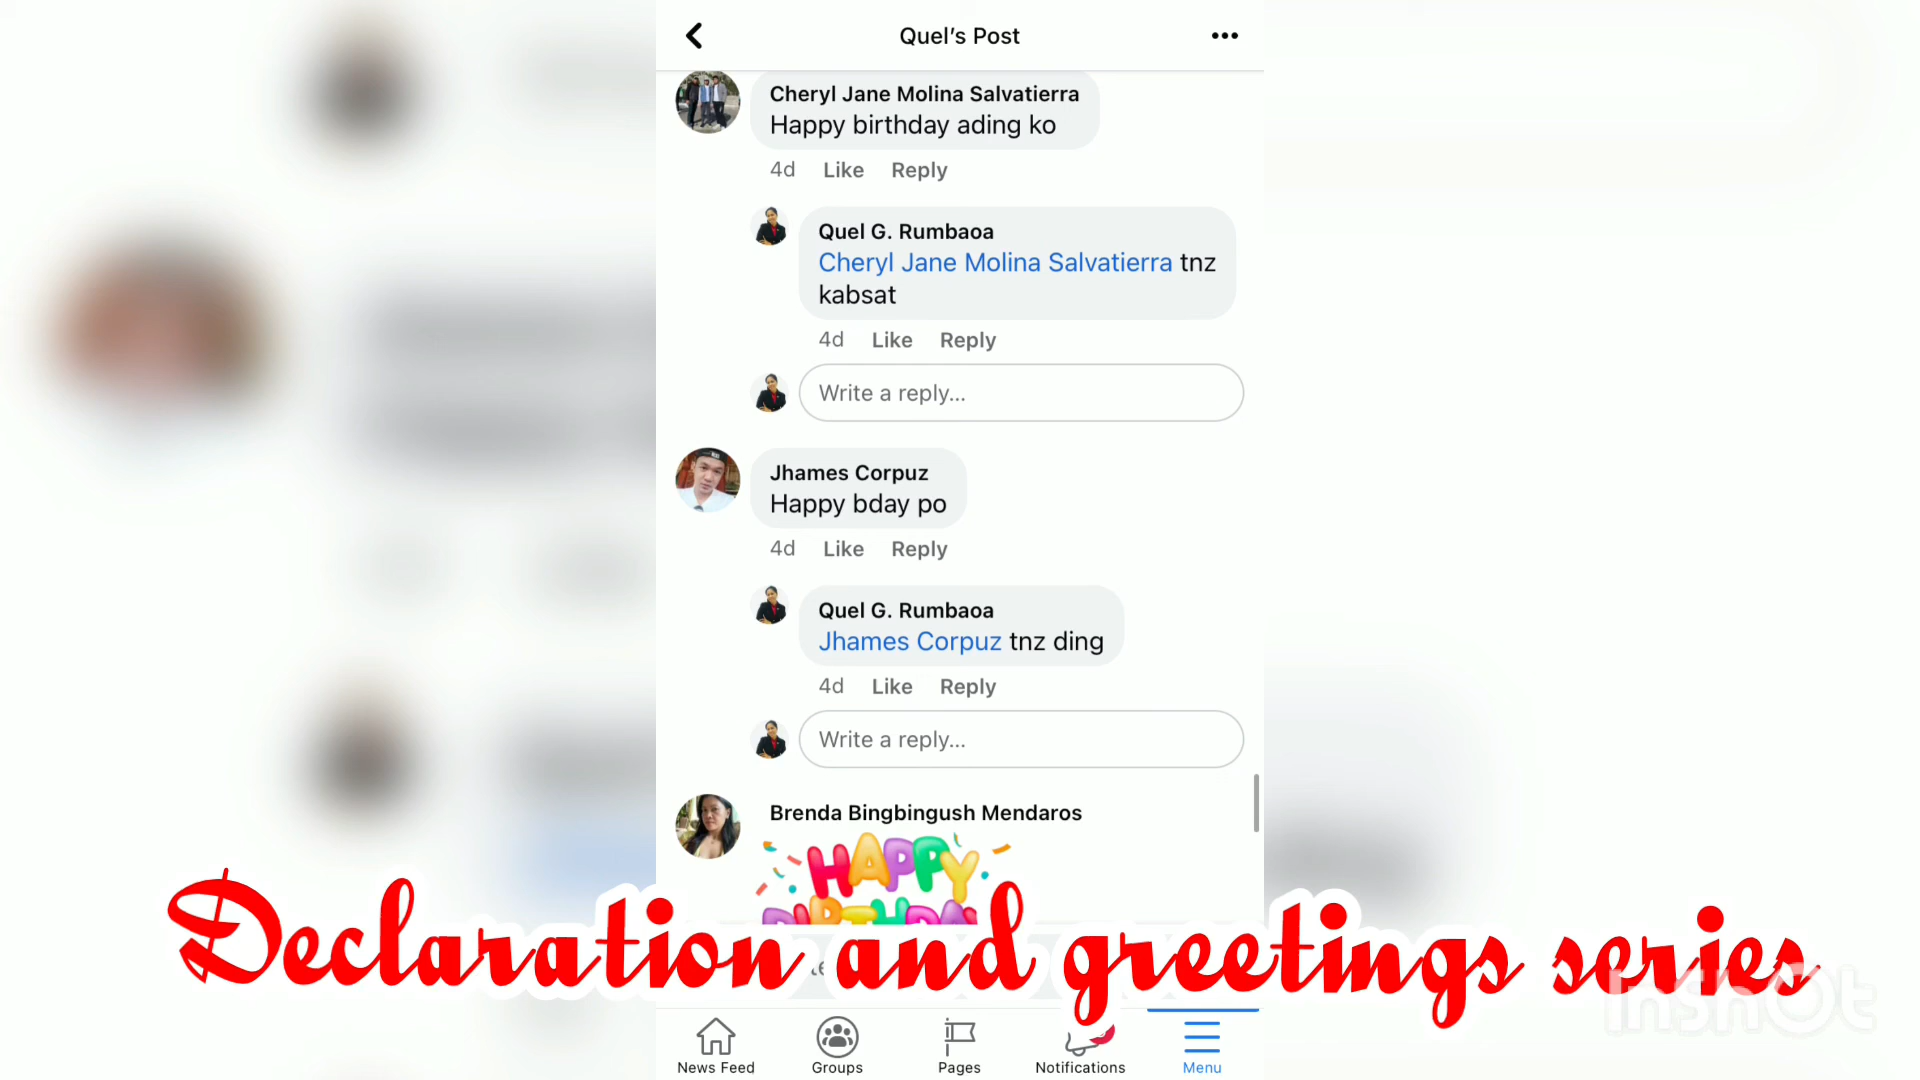 Quel's Post
Cheryl Jane Molina Salvatierra
Happy birthday ading ko
4d Like Reply
Quel G. Rumbaoa
Cheryl Jane Molina Salvatierra tnz
kabsat
4d Like Reply
Write a reply...
Jhames Corpuz
Happy bday po
4d Like Reply
Quel G. Rumbaoa
Jhames Corpuz tnz ding
4d Like Reply
Write a reply...
Brenda Bingbingush Mendaros
HAPPY
BIRTHDAY
Declaration and greetings series
InShOt
News Feed Groups Pages Notifications Menu